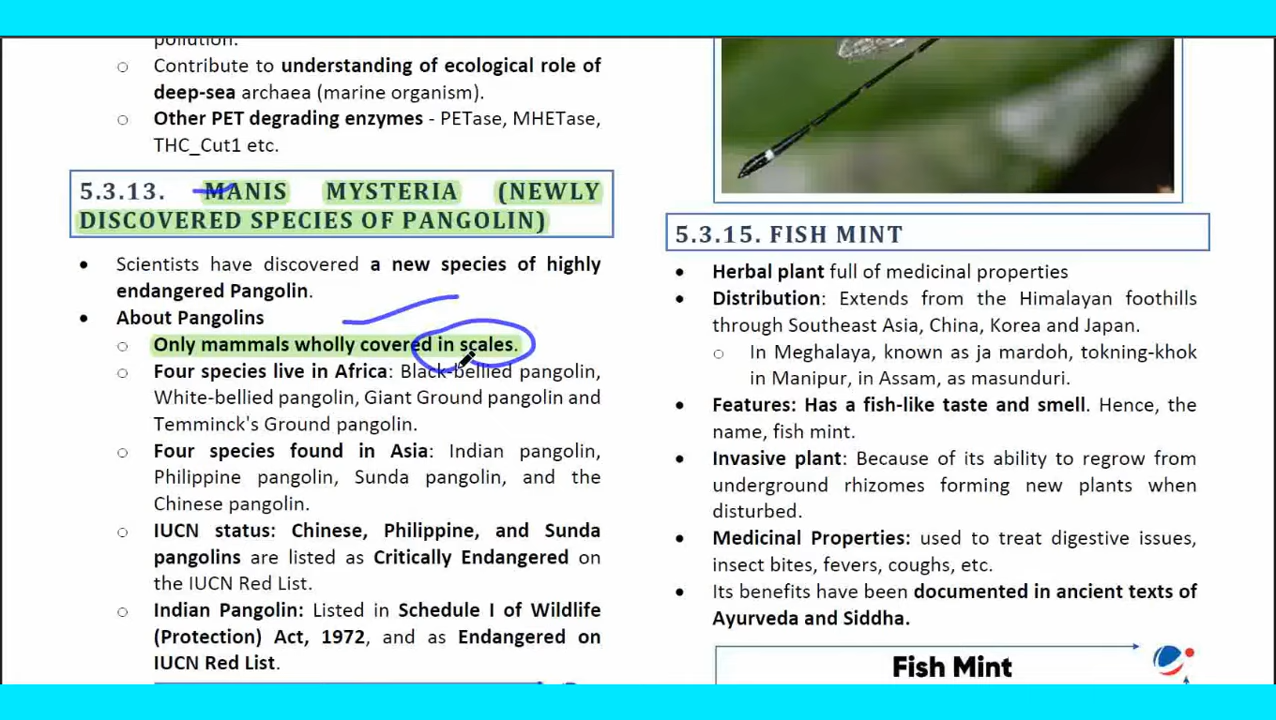 pollution.
○ Contribute to understanding of ecological role of
deep-sea archaea (marine organism).
○ Other PET degrading enzymes - PETase, MHETase,
THC_Cut1 etc.
5.3.13. MANIS MYSTERIA (NEWLY
DISCOVERED SPECIES OF PANGOLIN)
• Scientists have discovered a new species of highly
endangered Pangolin.
• About Pangolins
○ Only mammals wholly covered in scales.
○ Four species live in Africa: Black-bellied pangolin,
White-bellied pangolin, Giant Ground pangolin and
Temminck's Ground pangolin.
○ Four species found in Asia: Indian pangolin,
Philippine pangolin, Sunda pangolin, and the
Chinese pangolin.
○ IUCN status: Chinese, Philippine, and Sunda
pangolins are listed as Critically Endangered on
the IUCN Red List.
○ Indian Pangolin: Listed in Schedule I of Wildlife
(Protection) Act, 1972, and as Endangered on
IUCN Red List.
5.3.15. FISH MINT
• Herbal plant full of medicinal properties
• Distribution: Extends from the Himalayan foothills
through Southeast Asia, China, Korea and Japan.
○ In Meghalaya, known as ja mardoh, tokning-khok
in Manipur, in Assam, as masunduri.
• Features: Has a fish-like taste and smell. Hence, the
name, fish mint.
• Invasive plant: Because of its ability to regrow from
underground rhizomes forming new plants when
disturbed.
• Medicinal Properties: used to treat digestive issues,
insect bites, fevers, coughs, etc.
• Its benefits have been documented in ancient texts of
Ayurveda and Siddha.
Fish Mint